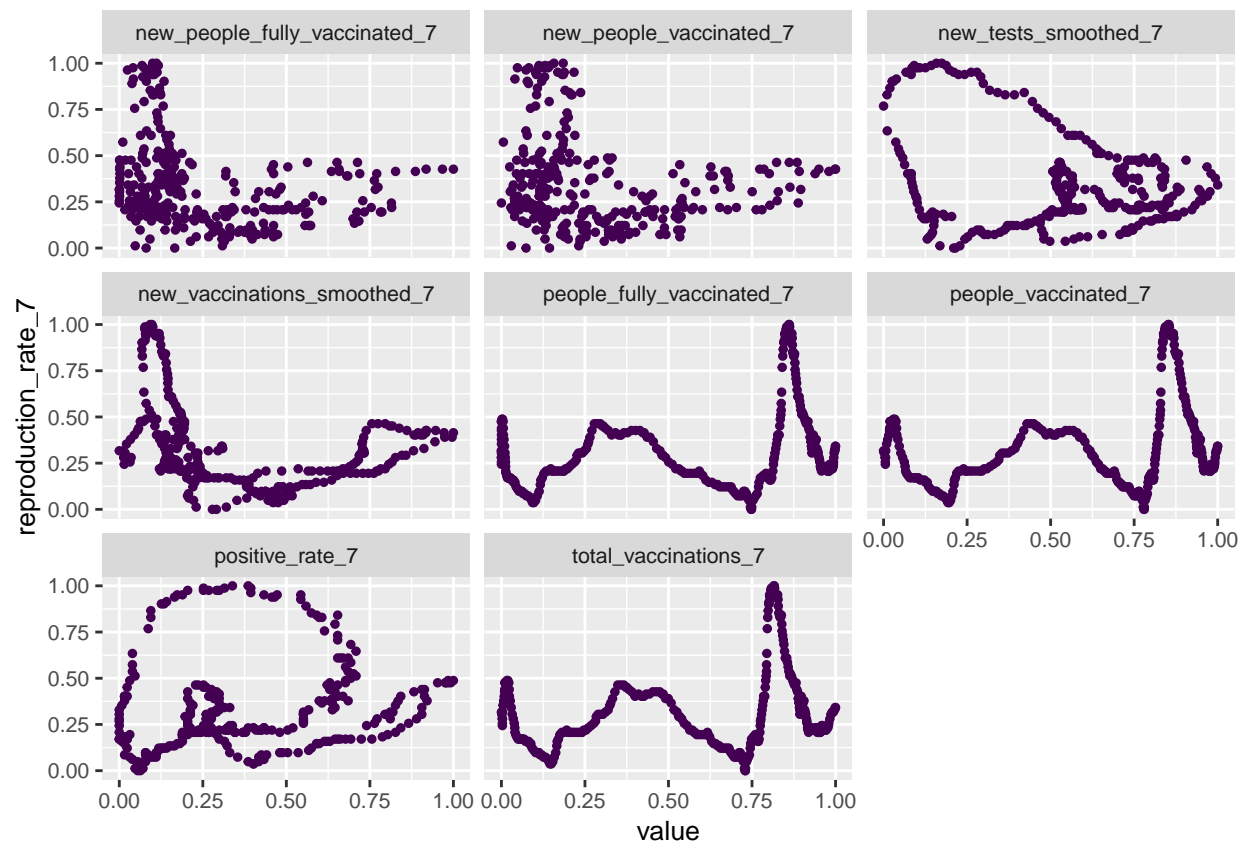 new_people_fully_vaccinated_7 new_people_vaccinated_7 new_tests_smoothed_7
1.00
0.75
0.50
0.25
0.00
new_vaccinations_smoothed_7 people_fully_vaccinated_7 people_vaccinated_7
1.00
0.75
0.50
0.25
0.00
0.00 0.25 0.50 0.75 1.00
positive_rate_7 total_vaccinations_7
1.00
0.75
0.50
0.25
0.00
0.00 0.25 0.50 0.75 1.00 0.00 0.25 0.50 0.75 1.00
value
reproduction_rate_7